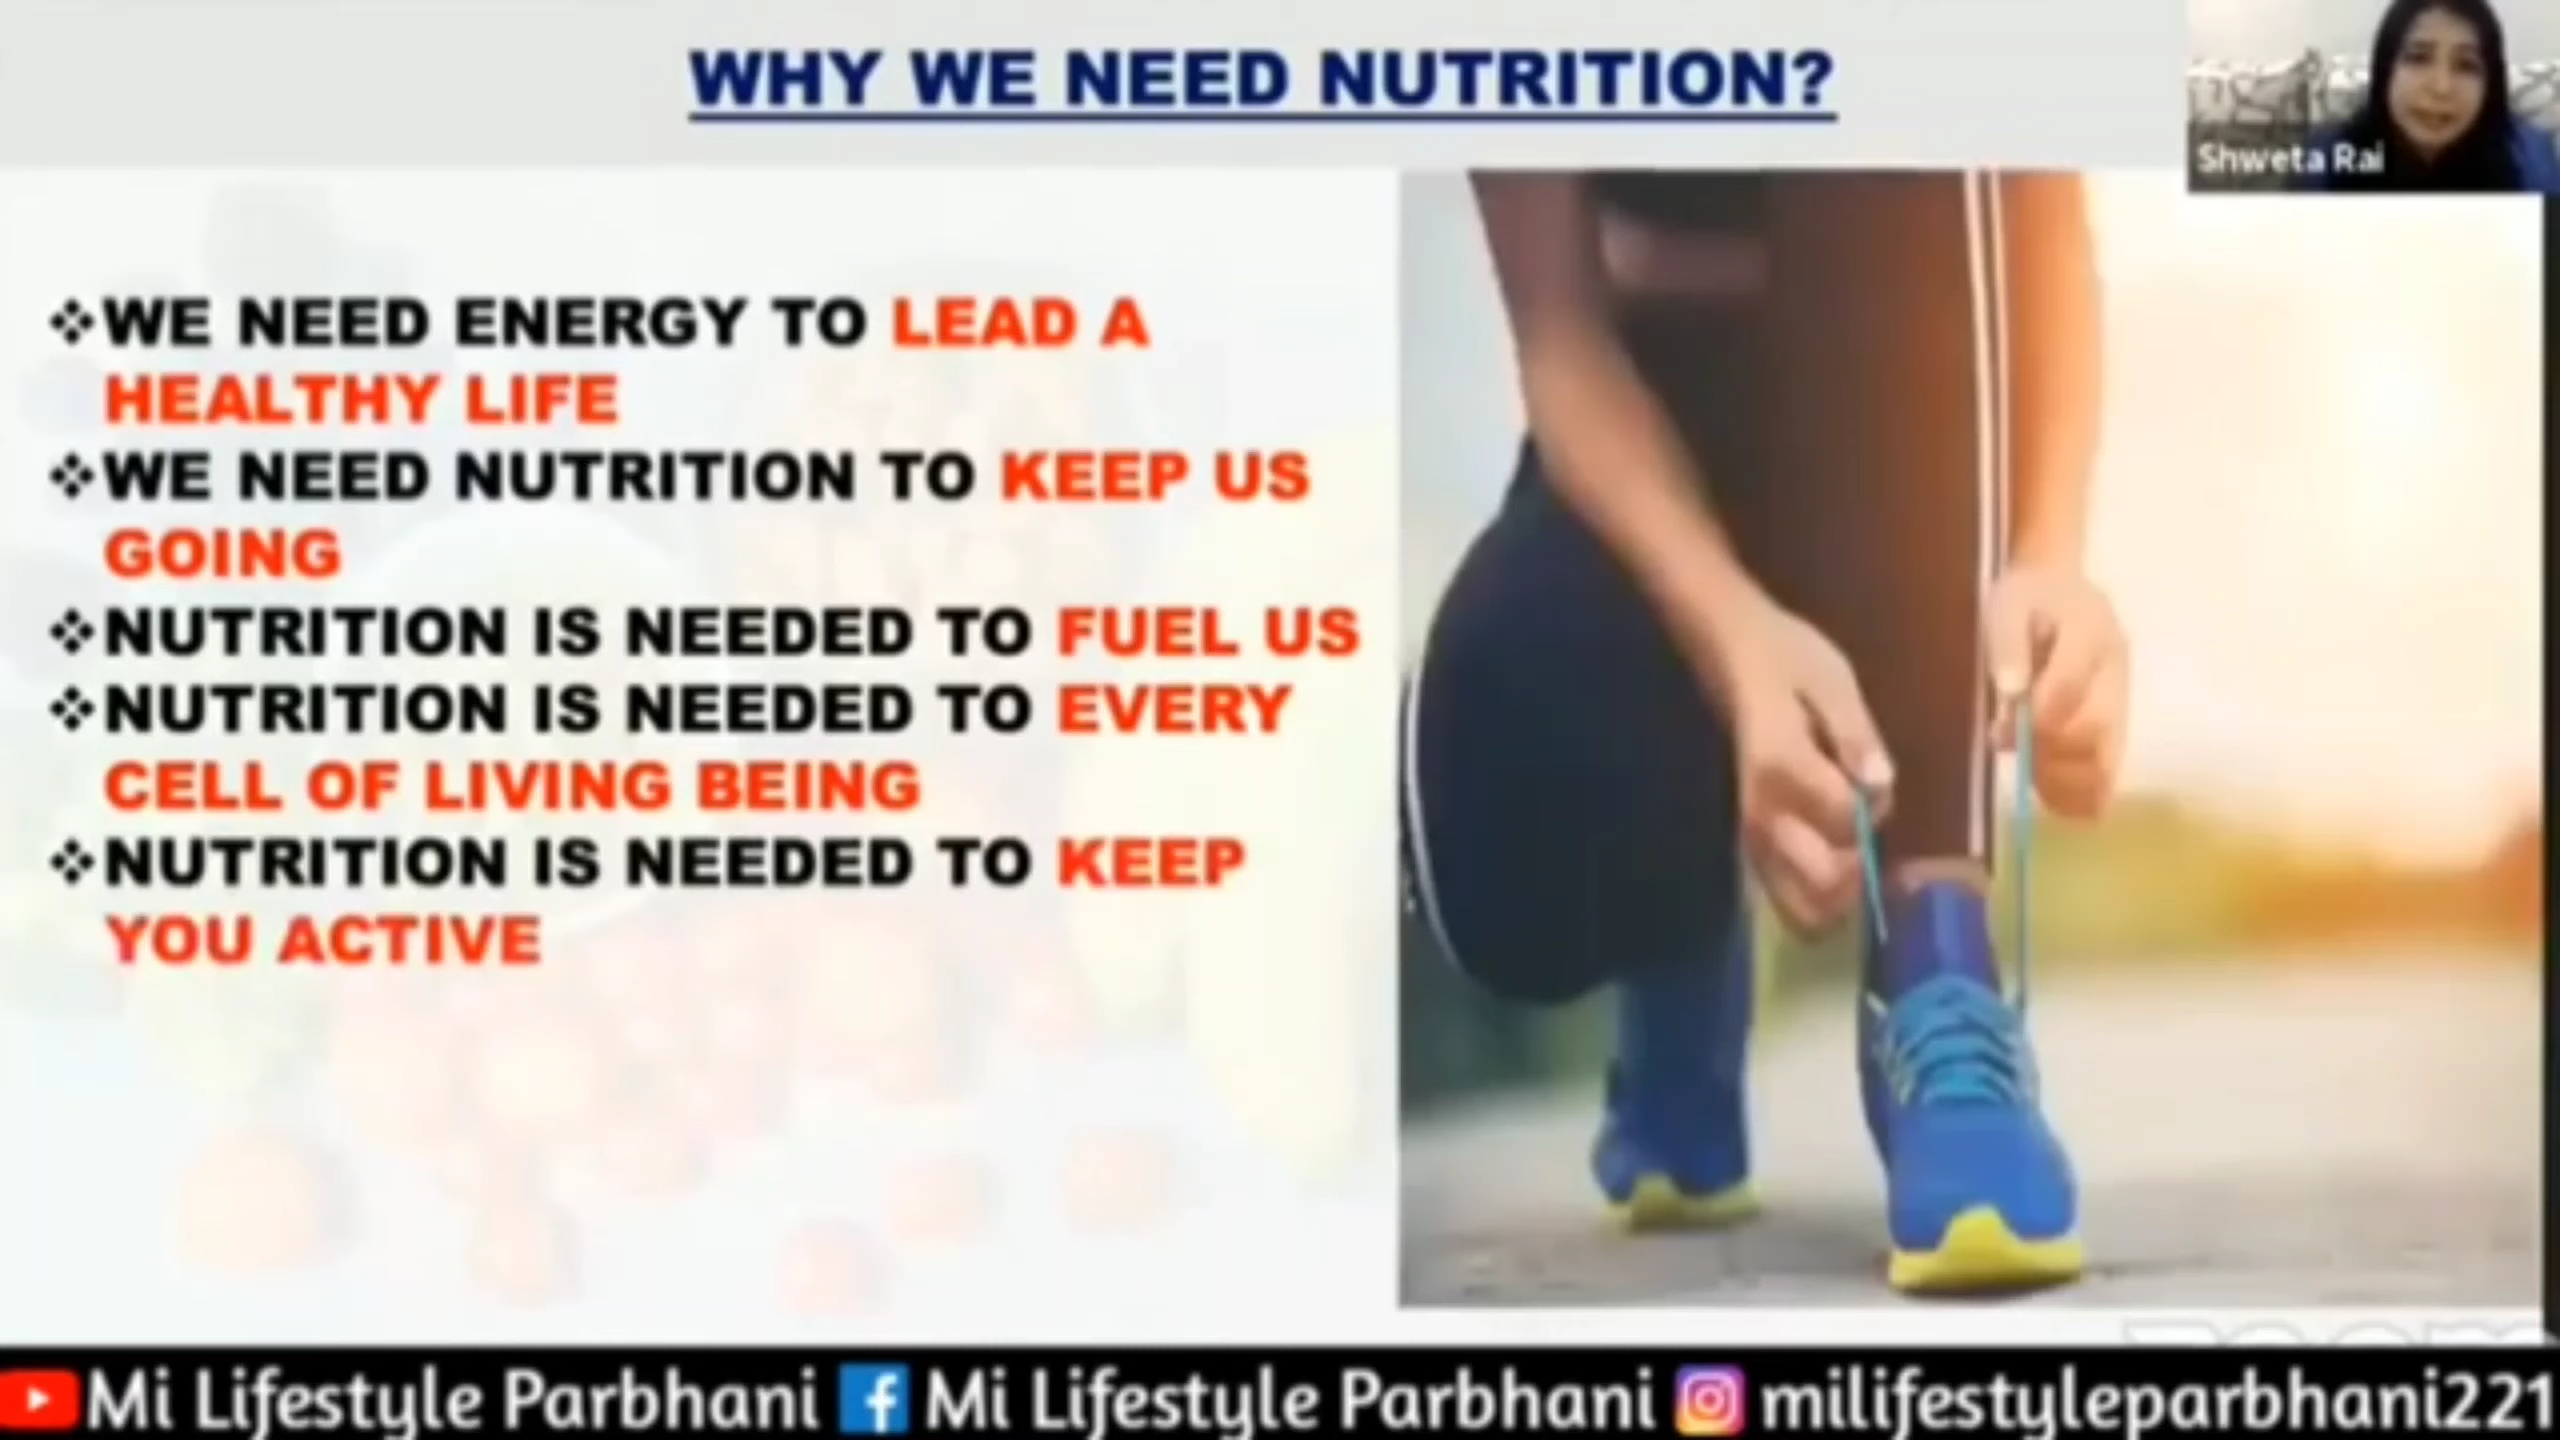 WHY WE NEED NUTRITION?
Shweta Rai
❖WE NEED ENERGY TO LEAD A
HEALTHY LIFE
❖WE NEED NUTRITION TO KEEP US
GOING
❖NUTRITION IS NEEDED TO FUEL US
❖NUTRITION IS NEEDED TO EVERY
CELL OF LIVING BEING
❖NUTRITION IS NEEDED TO KEEP
YOU ACTIVE
zoom
Mi Lifestyle Parbhani Mi Lifestyle Parbhani milifestyleparbhani221